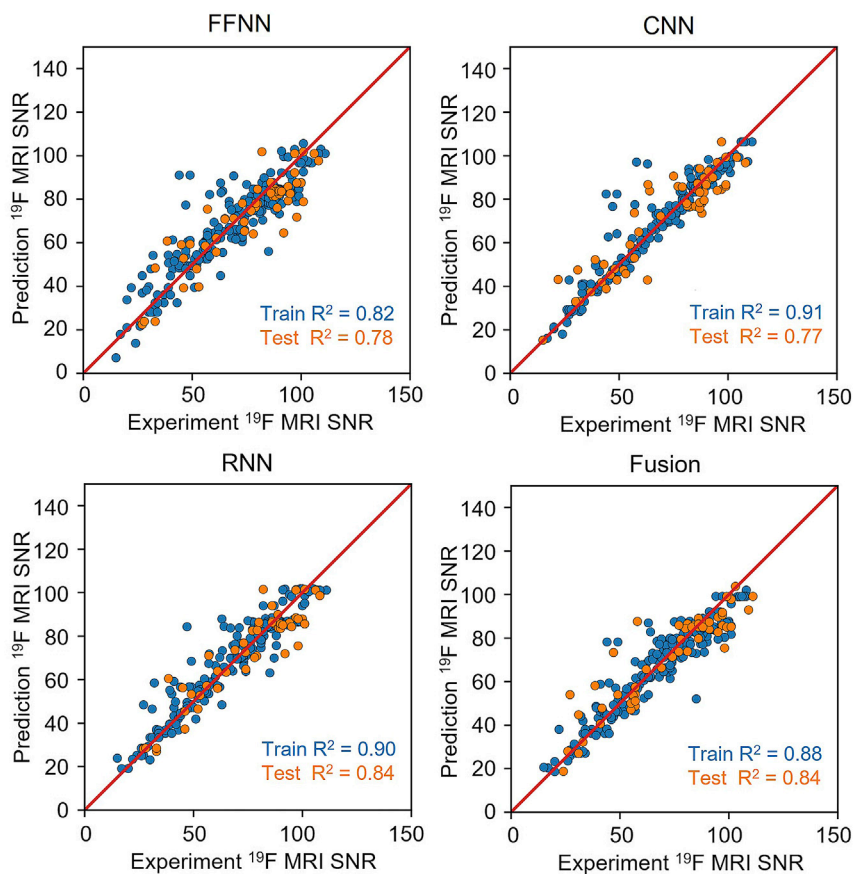 FFNN
140
120
100
80
60
40
20
0
Prediction ¹⁹F MRI SNR
Train R² = 0.82
Test R² = 0.78
0 50 100 150
Experiment ¹⁹F MRI SNR
CNN
140
120
100
80
60
40
20
0
Prediction ¹⁹F MRI SNR
Train R² = 0.91
Test R² = 0.77
0 50 100 150
Experiment ¹⁹F MRI SNR
RNN
140
120
100
80
60
40
20
0
Prediction ¹⁹F MRI SNR
Train R² = 0.90
Test R² = 0.84
0 50 100 150
Experiment ¹⁹F MRI SNR
Fusion
140
120
100
80
60
40
20
0
Prediction ¹⁹F MRI SNR
Train R² = 0.88
Test R² = 0.84
0 50 100 150
Experiment ¹⁹F MRI SNR